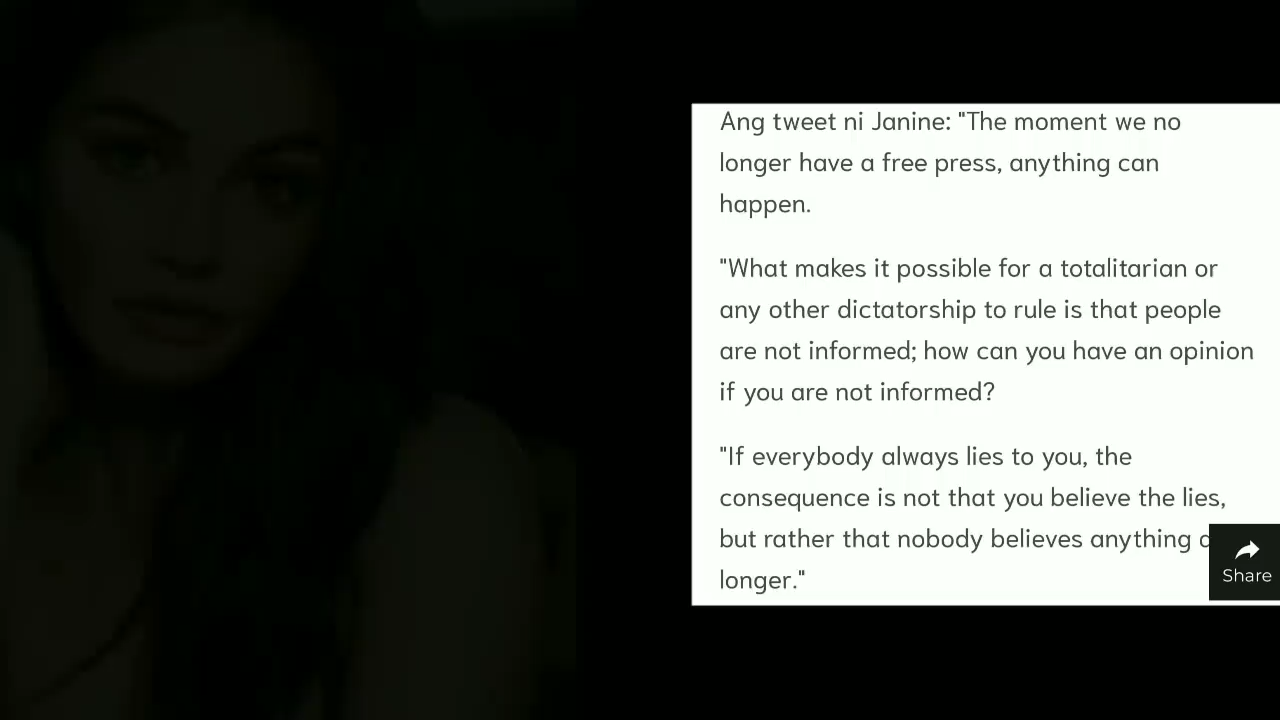 Ang tweet ni Janine: "The moment we no
longer have a free press, anything can
happen.
"What makes it possible for a totalitarian or
any other dictatorship to rule is that people
are not informed; how can you have an opinion
if you are not informed?
"If everybody always lies to you, the
consequence is not that you believe the lies,
but rather that nobody believes anything
longer."
Share